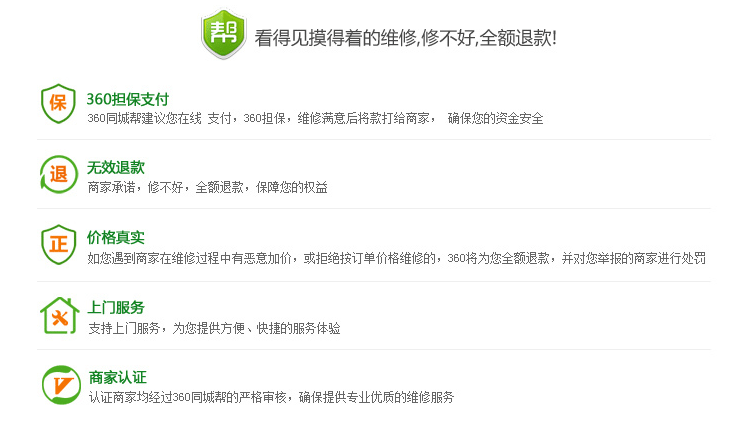 帮 看得见摸得着的维修,修不好,全额退款!
保 360担保支付
360同城帮建议您在线 支付，360担保，维修满意后将款打给商家， 确保您的资金安全
退 无效退款
商家承诺，修不好，全额退款，保障您的权益
正 价格真实
如您遇到商家在维修过程中有恶意加价，或拒绝按订单价格维修的，360将为您全额退款，并对您举报的商家进行处罚
上门服务
支持上门服务，为您提供方便、快捷的服务体验
V 商家认证
认证商家均经过360同城帮的严格审核，确保提供专业优质的维修服务